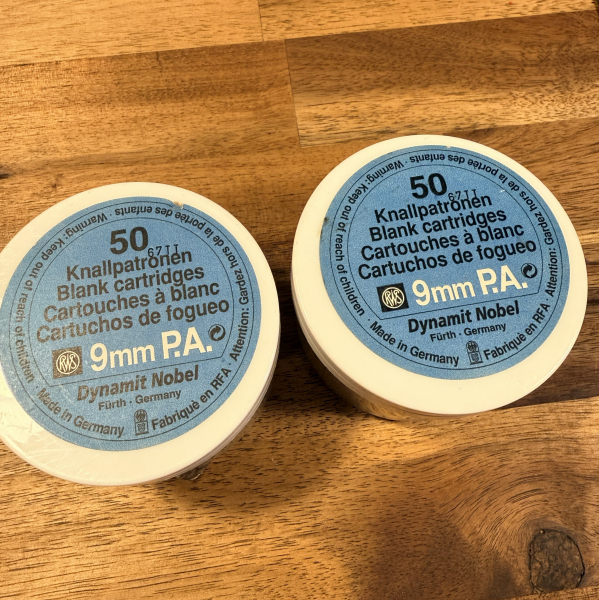 50
67II
Knallpatronen
Blank cartridges
Cartouches à blanc
Cartuchos de fogueo
RWS 9mm P.A.
Dynamit Nobel
Fürth · Germany
Warning: Keep out of reach of children · Made in Germany
Fabriqué en RFA · Attention: Gardez hors de la portée des enfants ·
50
67II
Knallpatronen
Blank cartridges
Cartouches à blanc
Cartuchos de fogueo
RWS 9mm P.A.
Dynamit Nobel
Fürth · Germany
Warning: Keep out of reach of children · Made in Germany
Fabriqué en RFA · Attention: Gardez hors de la portée des enfants ·